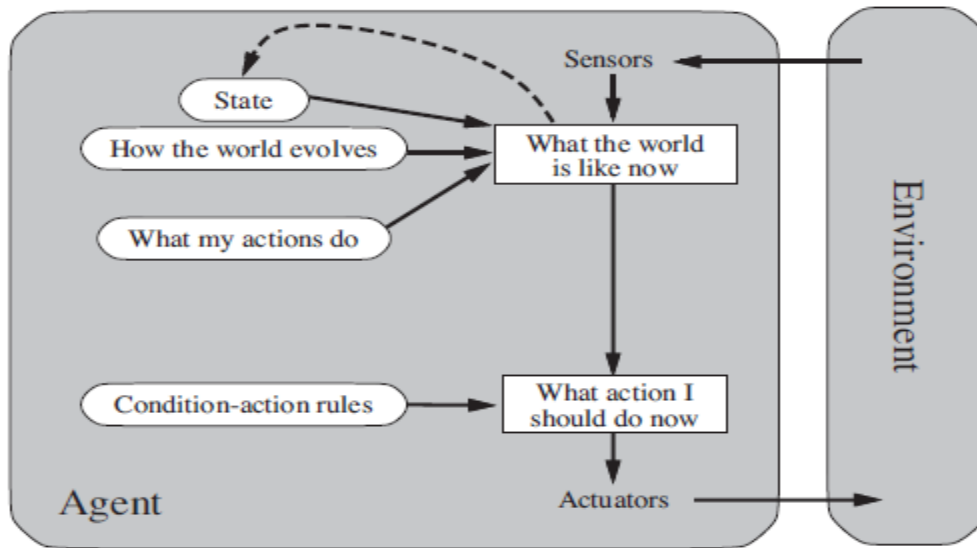 Sensors
State
What the world
is like now
How the world evolves
What my actions do
Environment
Condition-action rules
What action I
should do now
Agent
Actuators